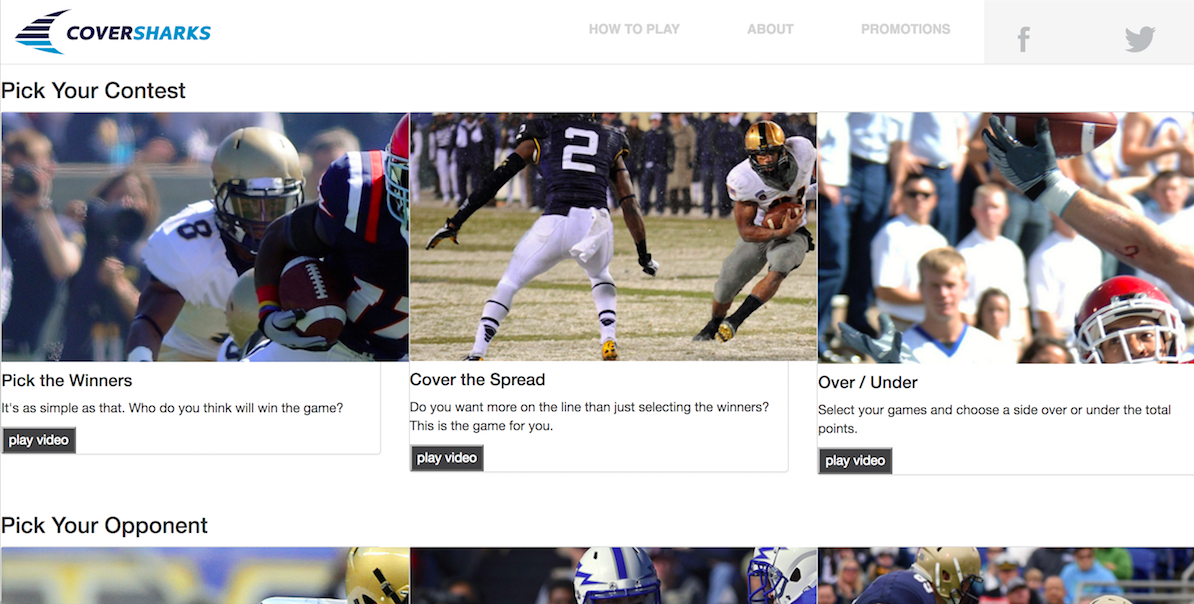 COVERSHARKS
HOW TO PLAY
ABOUT
PROMOTIONS
Pick Your Contest
8
2
Pick the Winners
It's as simple as that. Who do you think will win the game?
play video
Cover the Spread
Do you want more on the line than just selecting the winners?
This is the game for you.
play video
Over / Under
Select your games and choose a side over or under the total
points.
play video
Pick Your Opponent